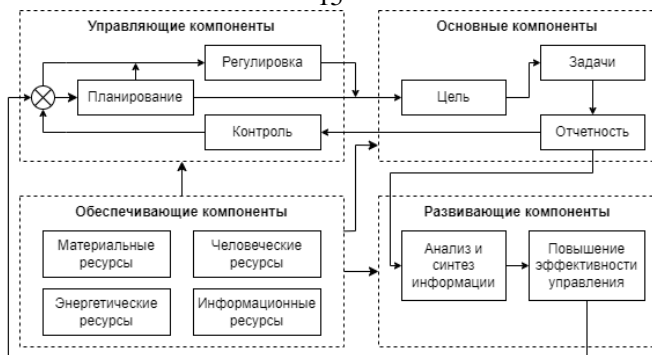 13
Управляющие компоненты
Основные компоненты
Регулировка
Задачи
Планирование
Цель
Контроль
Отчетность
Обеспечивающие компоненты
Развивающие компоненты
Материальные
ресурсы
Человеческие
ресурсы
Энергетические
ресурсы
Информационные
ресурсы
Анализ и
синтез
информации
Повышение
эффективности
управления